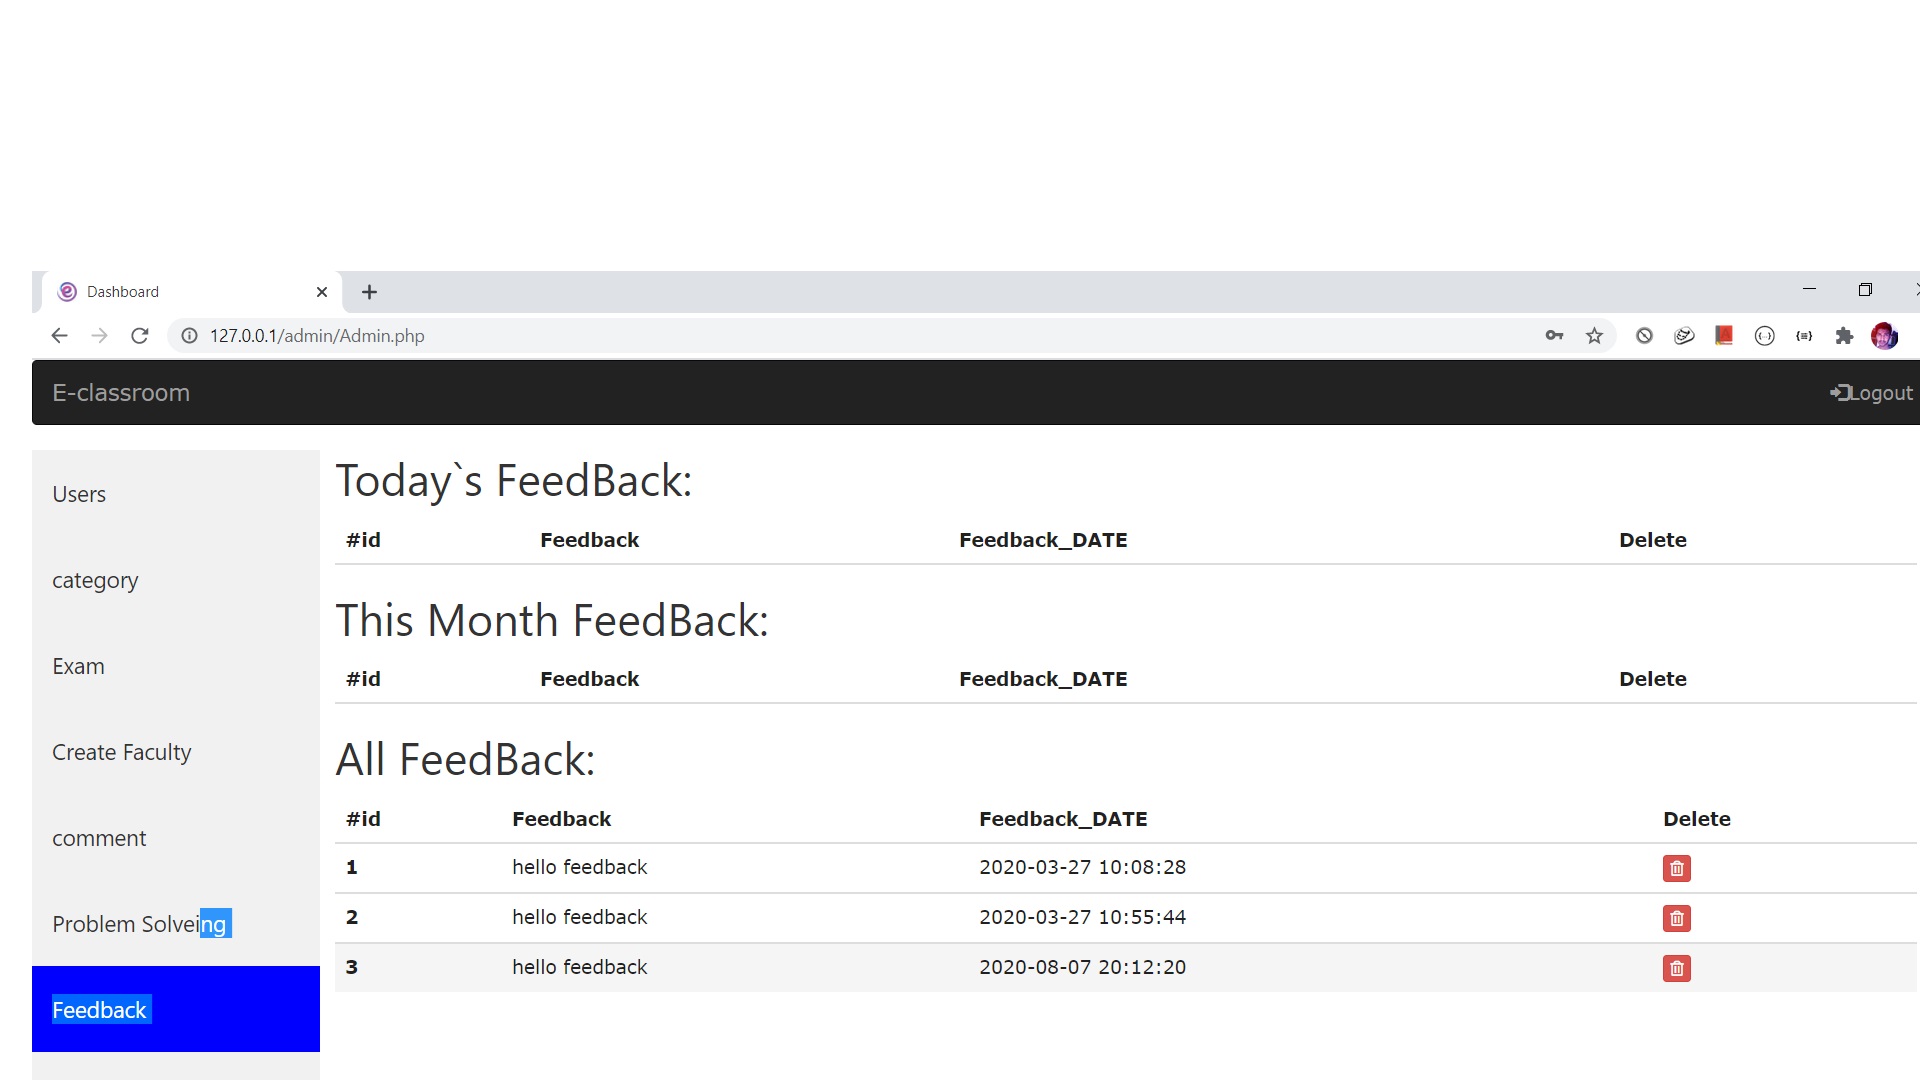 Dashboard
127.0.0.1/admin/Admin.php
E-classroom
Logout
Users
category
Exam
Create Faculty
comment
Problem Solveing
Feedback
Today`s FeedBack:
#id Feedback Feedback_DATE Delete
This Month FeedBack:
#id Feedback Feedback_DATE Delete
All FeedBack:
#id Feedback Feedback_DATE Delete
1 hello feedback 2020-03-27 10:08:28
2 hello feedback 2020-03-27 10:55:44
3 hello feedback 2020-08-07 20:12:20